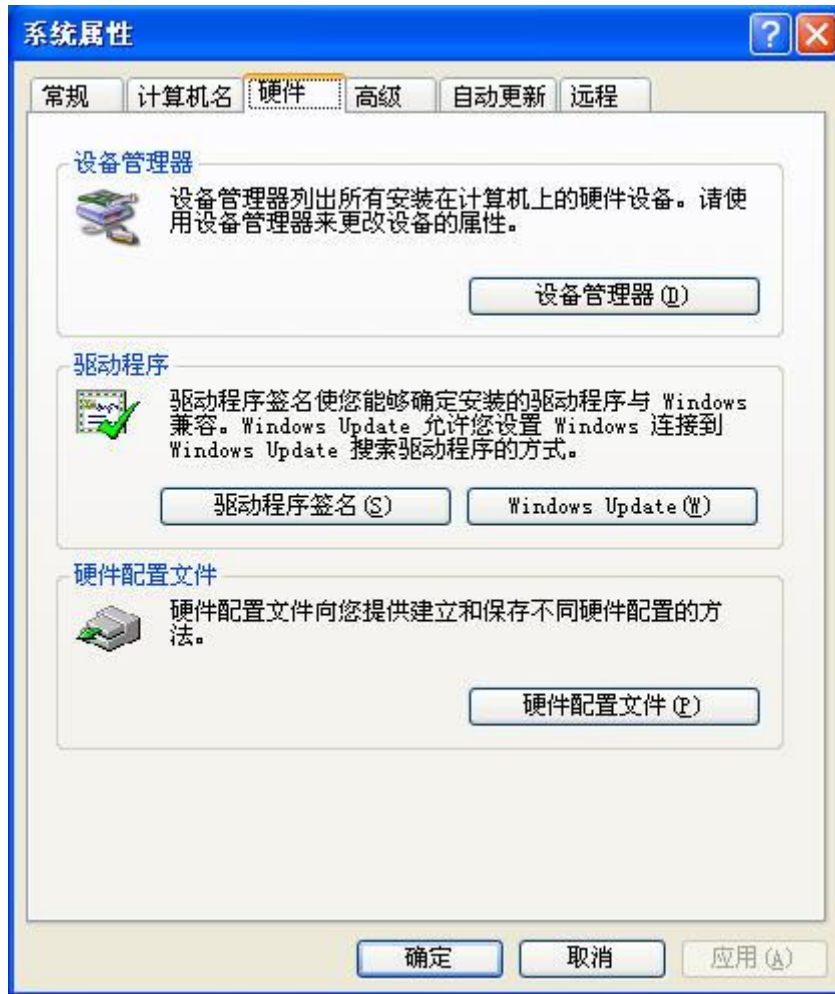 系统属性
常规 计算机名 硬件 高级 自动更新 远程
设备管理器
设备管理器列出所有安装在计算机上的硬件设备。请使
用设备管理器来更改设备的属性。
设备管理器(D)
驱动程序
驱动程序签名使您能够确定安装的驱动程序与 Windows
兼容。Windows Update 允许您设置 Windows 连接到
Windows Update 搜索驱动程序的方式。
驱动程序签名(S) Windows Update(W)
硬件配置文件
硬件配置文件向您提供建立和保存不同硬件配置的方
法。
硬件配置文件(P)
确定 取消 应用(A)